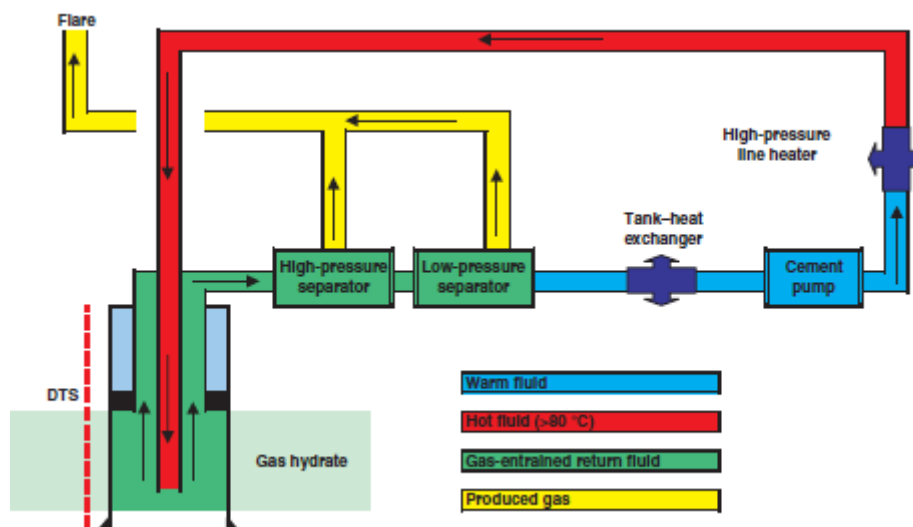 Flare
High-pressure
line heater
Tank–heat
exchanger
High-pressure
separator
Low-pressure
separator
Cement
pump
DTS
Gas hydrate
Warm fluid
Hot fluid (>80 °C)
Gas-entrained return fluid
Produced gas